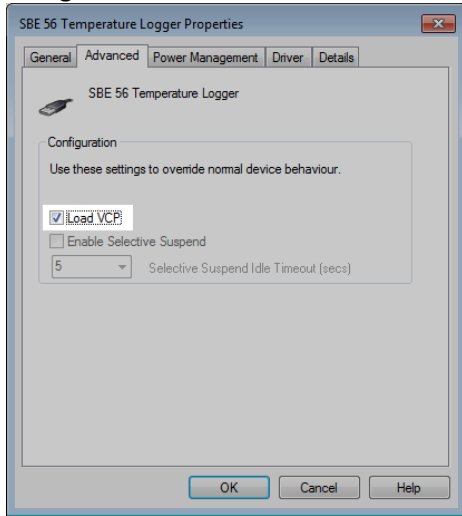 SBE 56 Temperature Logger Properties
General Advanced Power Management Driver Details
SBE 56 Temperature Logger
Configuration
Use these settings to override normal device behaviour.
Load VCP
Enable Selective Suspend
5 Selective Suspend Idle Timeout (secs)
OK Cancel Help